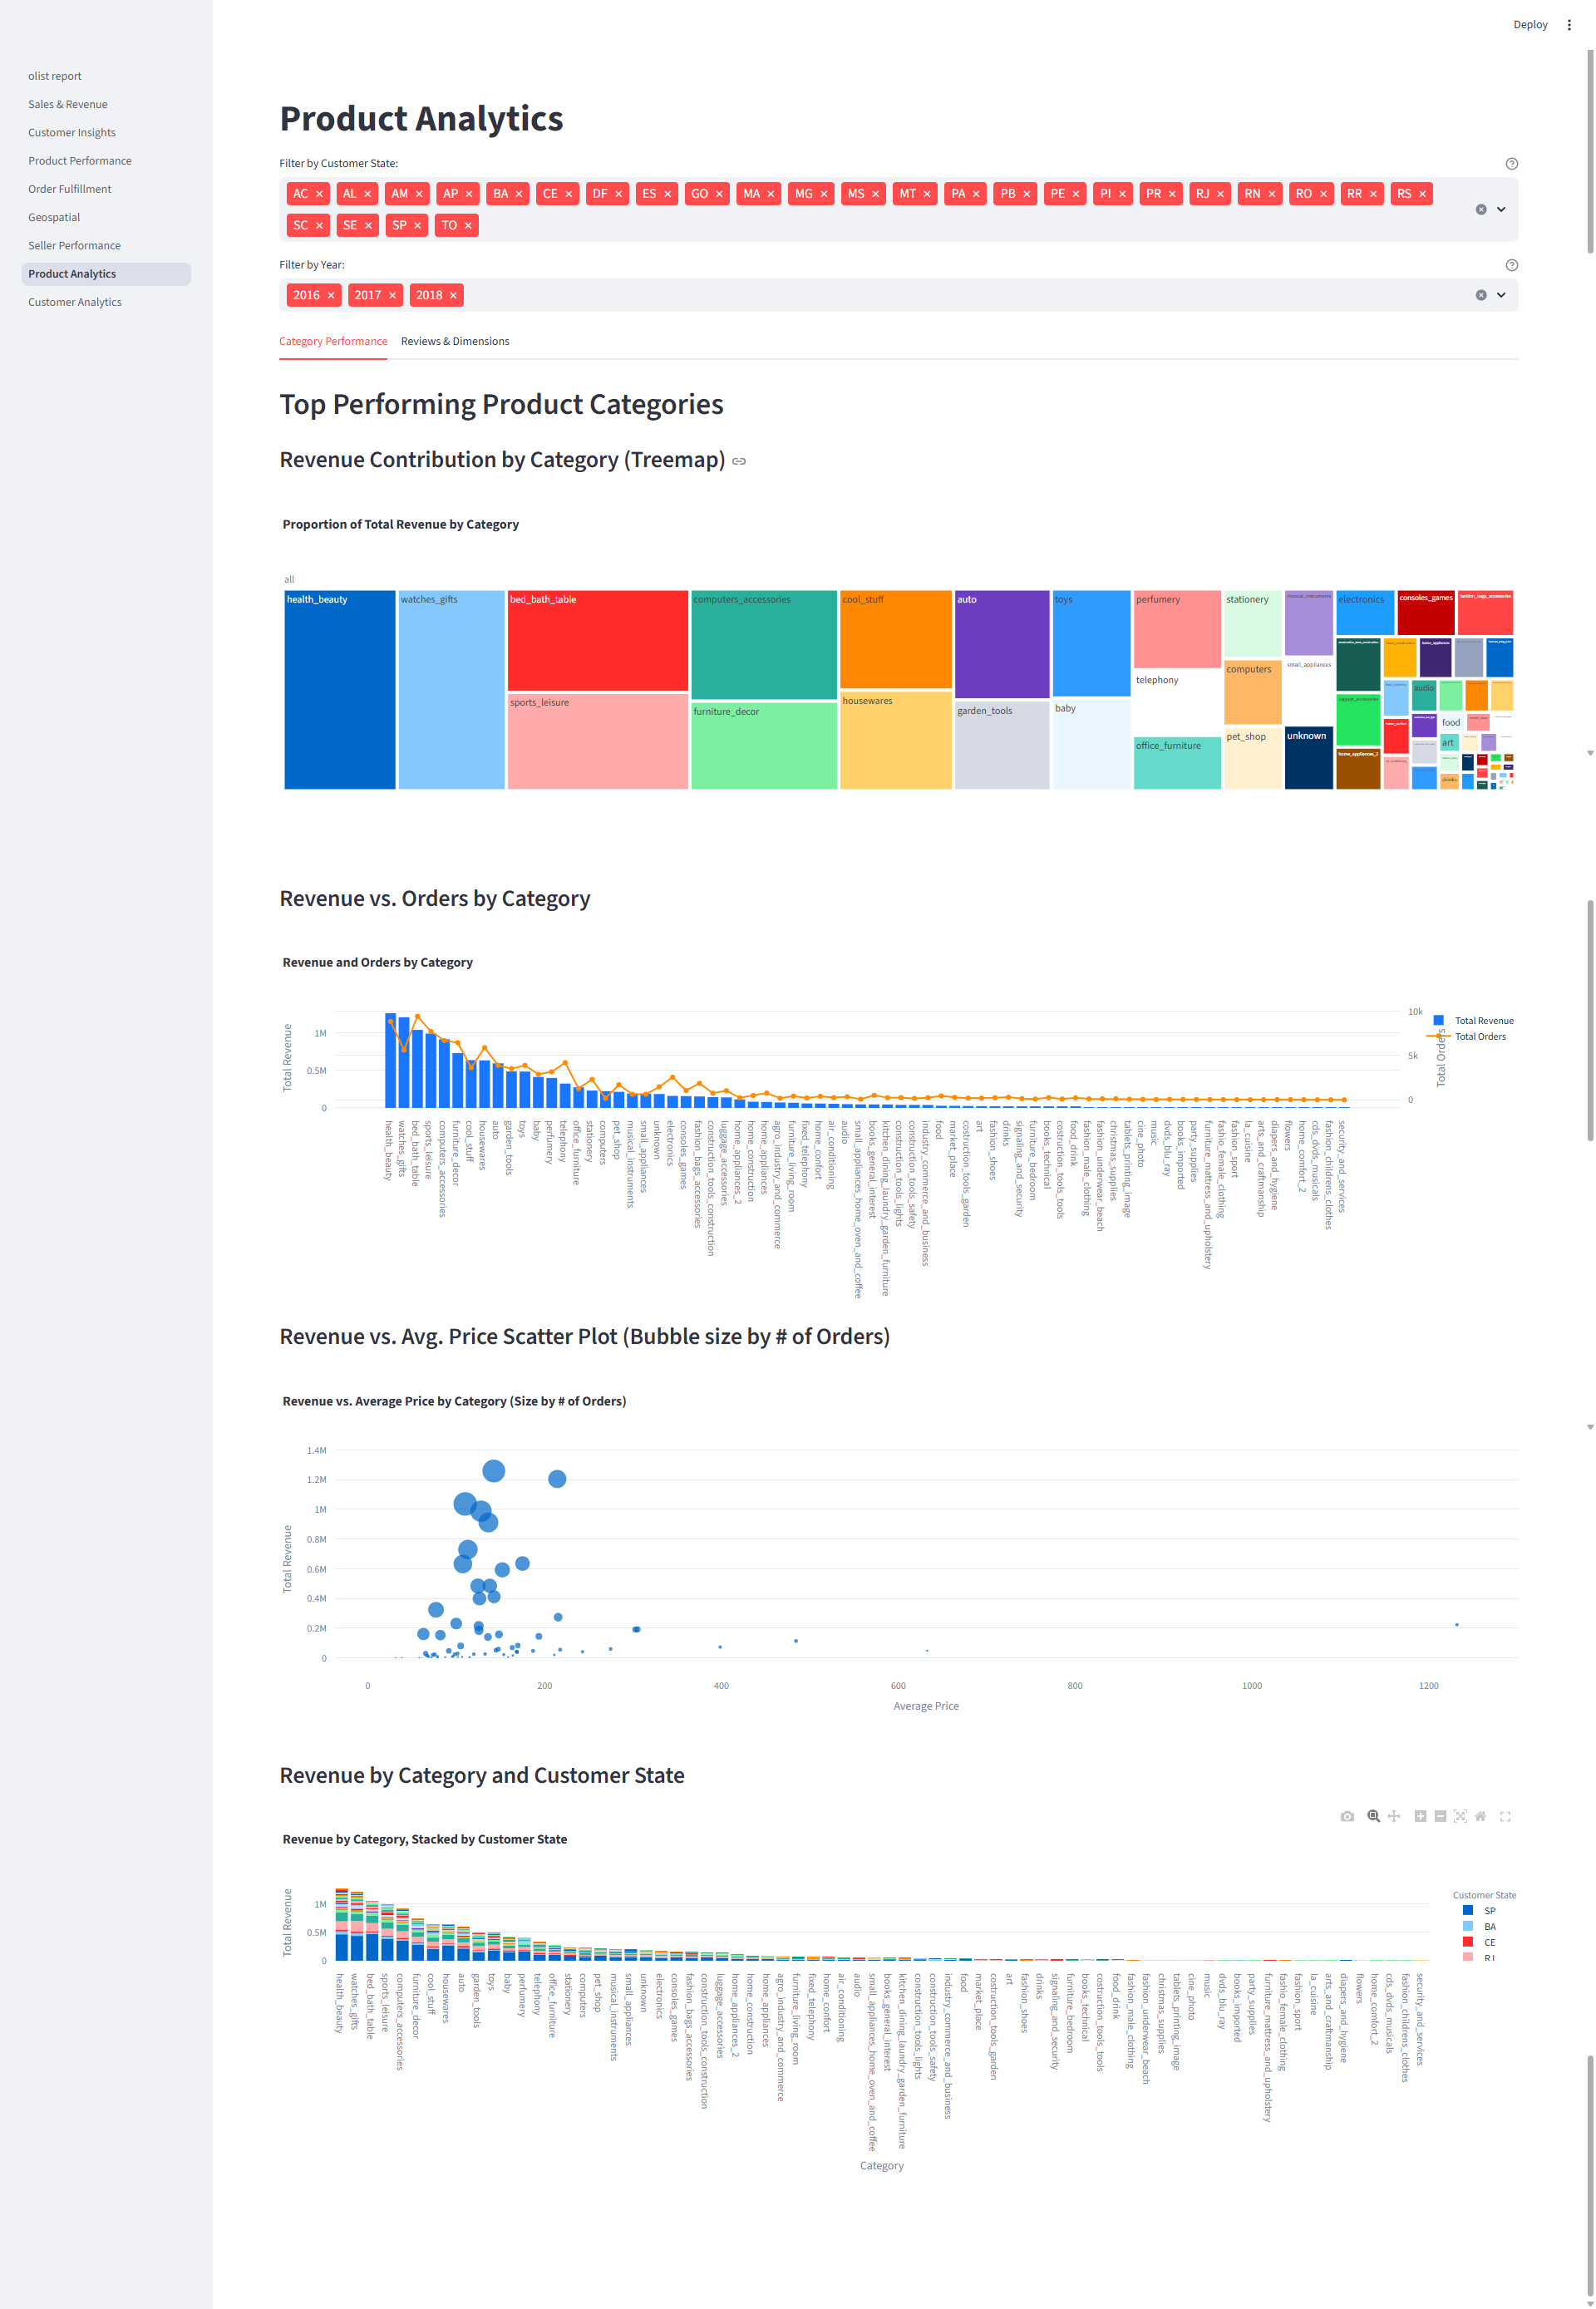 Deploy
olist report
Sales & Revenue
Customer Insights
Product Performance
Order Fulfillment
Geospatial
Seller Performance
Product Analytics
Customer Analytics
Product Analytics
Filter by Customer State:
AC AL AM AP BA CE DF ES GO MA MG MS MT PA PB PE PI PR RJ RN RO RR RS
SC SE SP TO
Filter by Year:
2016 2017 2018
Category Performance Reviews & Dimensions
Top Performing Product Categories
Revenue Contribution by Category (Treemap)
Proportion of Total Revenue by Category
all
health_beauty
watches_gifts
bed_bath_table
sports_leisure
computers_accessories
furniture_decor
cool_stuff
housewares
auto
garden_tools
toys
baby
perfumery
telephony
office_furniture
stationery
computers
pet_shop
musical_instruments
small_appliances
unknown
electronics
consoles_games
fashion_bags_accessories
home_appliances_2
audio
food
art
drinks
Revenue vs. Orders by Category
Revenue and Orders by Category
Total Revenue
1M
0.5M
0
10k
5k
0
Total Orders
Total Revenue
Total Orders
health_beauty
watches_gifts
bed_bath_table
sports_leisure
computers_accessories
furniture_decor
cool_stuff
housewares
auto
garden_tools
toys
baby
perfumery
telephony
office_furniture
stationery
computers
pet_shop
musical_instruments
small_appliances
unknown
electronics
consoles_games
fashion_bags_accessories
construction_tools_construction
luggage_accessories
home_appliances_2
home_construction
home_appliances
agro_industry_and_commerce
furniture_living_room
fixed_telephony
home_confort
air_conditioning
audio
small_appliances_home_oven_and_coffee
books_general_interest
kitchen_dining_laundry_garden_furniture
construction_tools_lights
construction_tools_safety
industry_commerce_and_business
food
market_place
costruction_tools_garden
art
fashion_shoes
drinks
signaling_and_security
furniture_bedroom
books_technical
costruction_tools_tools
food_drink
fashion_male_clothing
fashion_underwear_beach
christmas_supplies
tablets_printing_image
cine_photo
music
dvds_blu_ray
books_imported
party_supplies
furniture_mattress_and_upholstery
fashio_female_clothing
fashion_sport
la_cuisine
arts_and_craftmanship
diapers_and_hygiene
flowers
home_comfort_2
cds_dvds_musicals
fashion_childrens_clothes
security_and_services
Revenue vs. Avg. Price Scatter Plot (Bubble size by # of Orders)
Revenue vs. Average Price by Category (Size by # of Orders)
Total Revenue
1.4M
1.2M
1M
0.8M
0.6M
0.4M
0.2M
0
0 200 400 600 800 1000 1200
Average Price
Revenue by Category and Customer State
Revenue by Category, Stacked by Customer State
Total Revenue
1M
0.5M
0
Customer State
SP
BA
CE
RJ
health_beauty
watches_gifts
bed_bath_table
sports_leisure
computers_accessories
furniture_decor
cool_stuff
housewares
auto
garden_tools
toys
baby
perfumery
telephony
office_furniture
stationery
computers
pet_shop
musical_instruments
small_appliances
unknown
electronics
consoles_games
fashion_bags_accessories
construction_tools_construction
luggage_accessories
home_appliances_2
home_construction
home_appliances
agro_industry_and_commerce
furniture_living_room
fixed_telephony
home_confort
air_conditioning
audio
small_appliances_home_oven_and_coffee
books_general_interest
kitchen_dining_laundry_garden_furniture
construction_tools_lights
construction_tools_safety
industry_commerce_and_business
food
market_place
costruction_tools_garden
art
fashion_shoes
drinks
signaling_and_security
furniture_bedroom
books_technical
costruction_tools_tools
food_drink
fashion_male_clothing
fashion_underwear_beach
christmas_supplies
tablets_printing_image
cine_photo
music
dvds_blu_ray
books_imported
party_supplies
furniture_mattress_and_upholstery
fashio_female_clothing
fashion_sport
la_cuisine
arts_and_craftmanship
diapers_and_hygiene
flowers
home_comfort_2
cds_dvds_musicals
fashion_childrens_clothes
security_and_services
Category